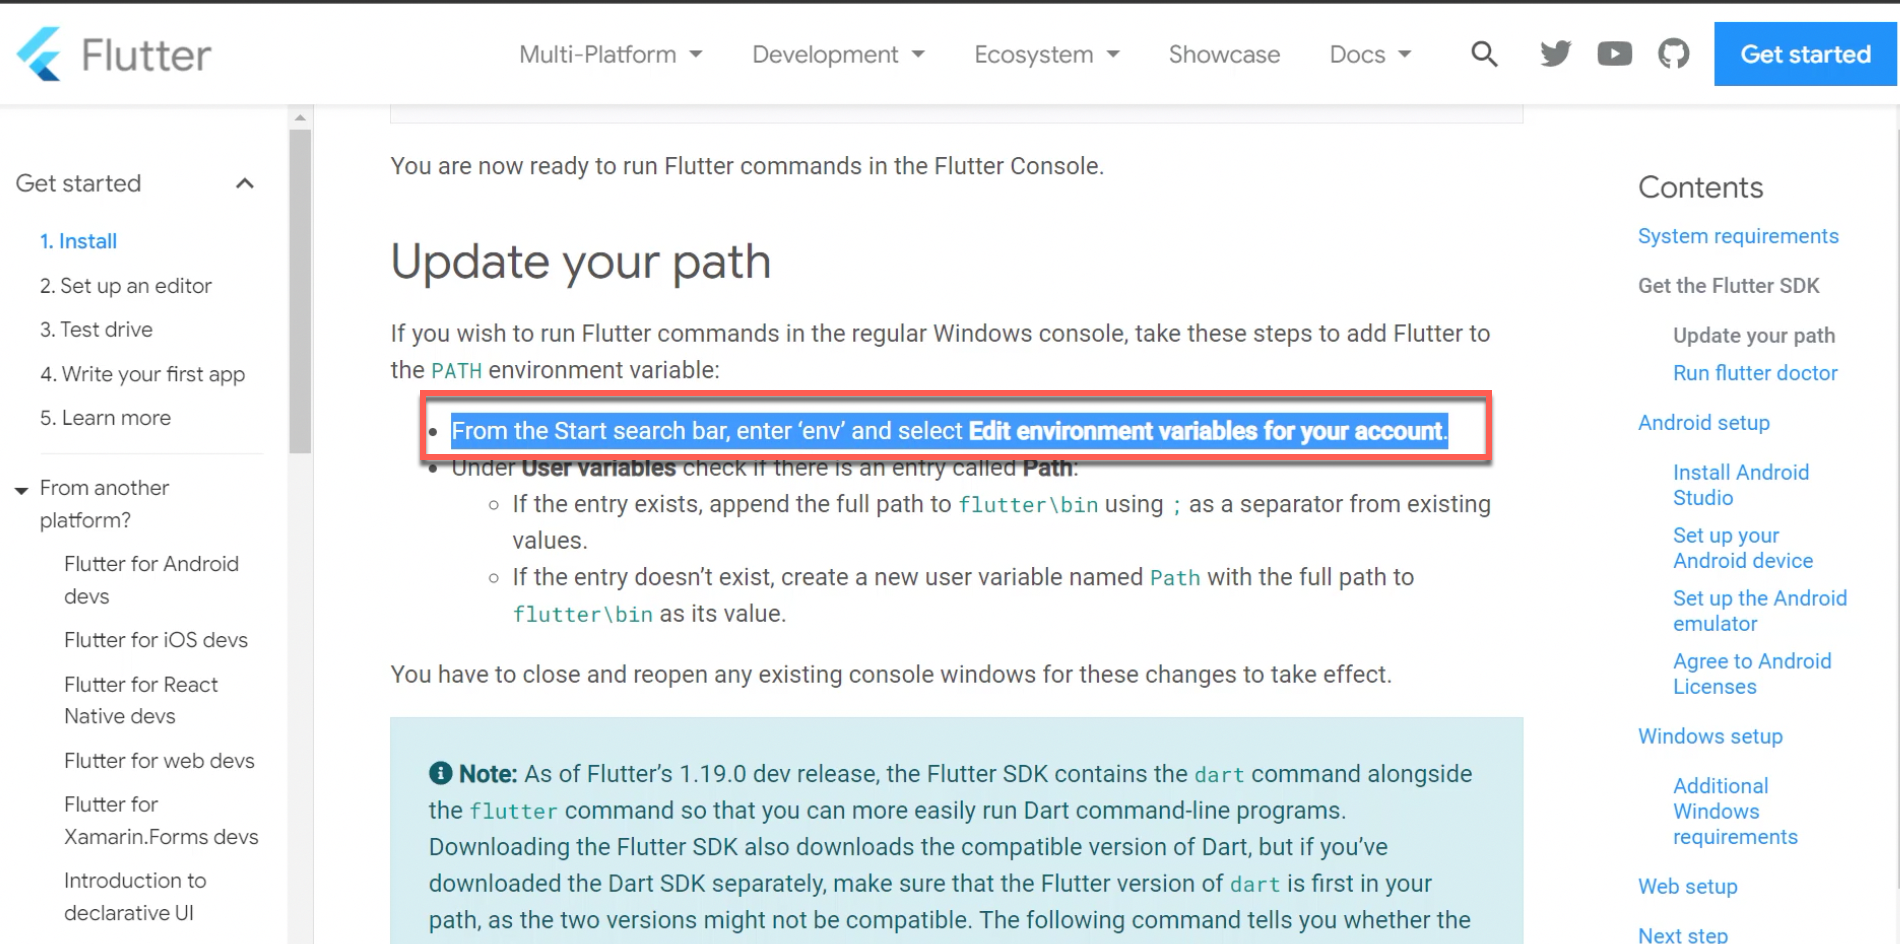 Flutter
Multi-Platform
Development
Ecosystem
Showcase
Docs
Get started
Get started
1. Install
2. Set up an editor
3. Test drive
4. Write your first app
5. Learn more
From another
platform?
Flutter for Android
devs
Flutter for iOS devs
Flutter for React
Native devs
Flutter for web devs
Flutter for
Xamarin.Forms devs
Introduction to
declarative UI
You are now ready to run Flutter commands in the Flutter Console.
Update your path
If you wish to run Flutter commands in the regular Windows console, take these steps to add Flutter to
the PATH environment variable:
• From the Start search bar, enter ‘env’ and select Edit environment variables for your account.
• Under User variables check if there is an entry called Path:
○ If the entry exists, append the full path to flutter\bin using ; as a separator from existing
values.
○ If the entry doesn’t exist, create a new user variable named Path with the full path to
flutter\bin as its value.
You have to close and reopen any existing console windows for these changes to take effect.
Note: As of Flutter’s 1.19.0 dev release, the Flutter SDK contains the dart command alongside
the flutter command so that you can more easily run Dart command-line programs.
Downloading the Flutter SDK also downloads the compatible version of Dart, but if you’ve
downloaded the Dart SDK separately, make sure that the Flutter version of dart is first in your
path, as the two versions might not be compatible. The following command tells you whether the
Contents
System requirements
Get the Flutter SDK
Update your path
Run flutter doctor
Android setup
Install Android
Studio
Set up your
Android device
Set up the Android
emulator
Agree to Android
Licenses
Windows setup
Additional
Windows
requirements
Web setup
Next step